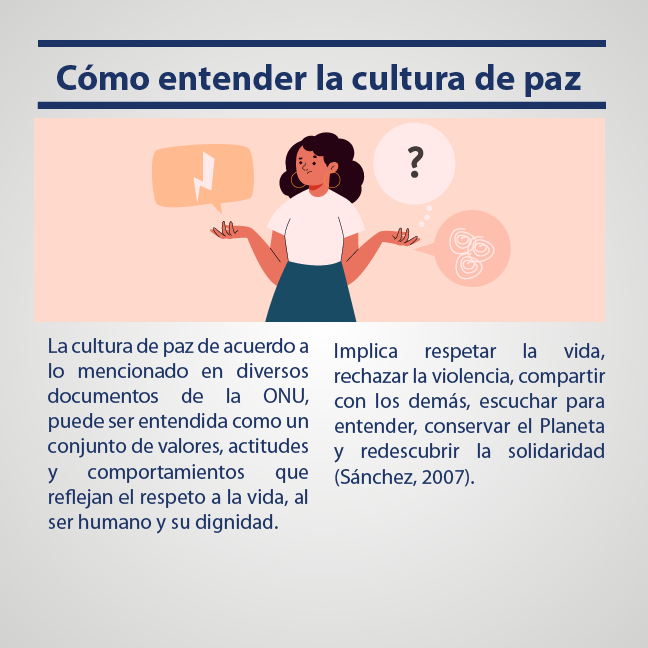 Cómo entender la cultura de paz
?
La cultura de paz de acuerdo a
lo mencionado en diversos
documentos de la ONU,
puede ser entendida como un
conjunto de valores, actitudes
y comportamientos que
reflejan el respeto a la vida, al
ser humano y su dignidad.
Implica respetar la vida,
rechazar la violencia, compartir
con los demás, escuchar para
entender, conservar el Planeta
y redescubrir la solidaridad
(Sánchez, 2007).